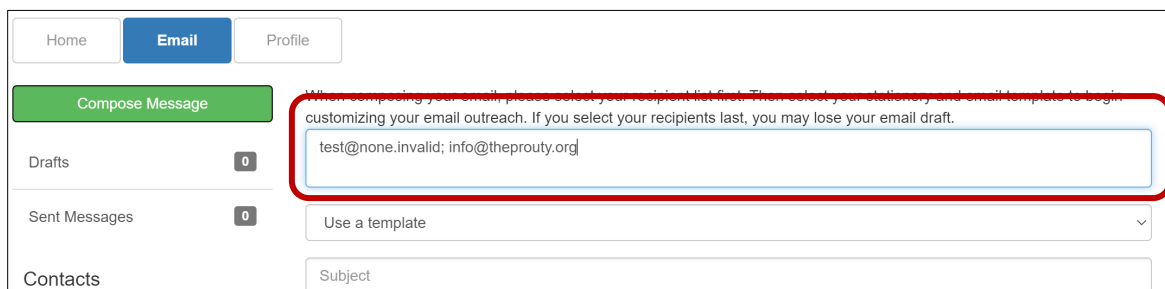 Home Email Profile
Compose Message
When composing your email, please select your recipient list first. Then select your stationery and email template to begin
customizing your email outreach. If you select your recipients last, you may lose your email draft.
test@none.invalid; info@theprouty.org
Drafts 0
Sent Messages 0
Use a template
Contacts
Subject